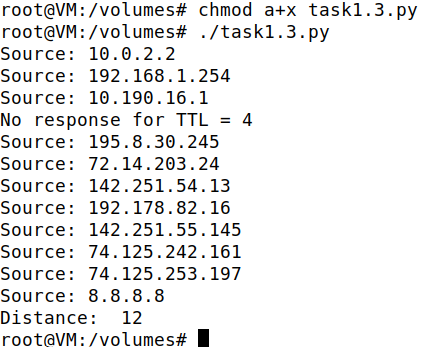 root@VM:/volumes# chmod a+x task1.3.py
root@VM:/volumes# ./task1.3.py
Source: 10.0.2.2
Source: 192.168.1.254
Source: 10.190.16.1
No response for TTL = 4
Source: 195.8.30.245
Source: 72.14.203.24
Source: 142.251.54.13
Source: 192.178.82.16
Source: 142.251.55.145
Source: 74.125.242.161
Source: 74.125.253.197
Source: 8.8.8.8
Distance:  12
root@VM:/volumes#